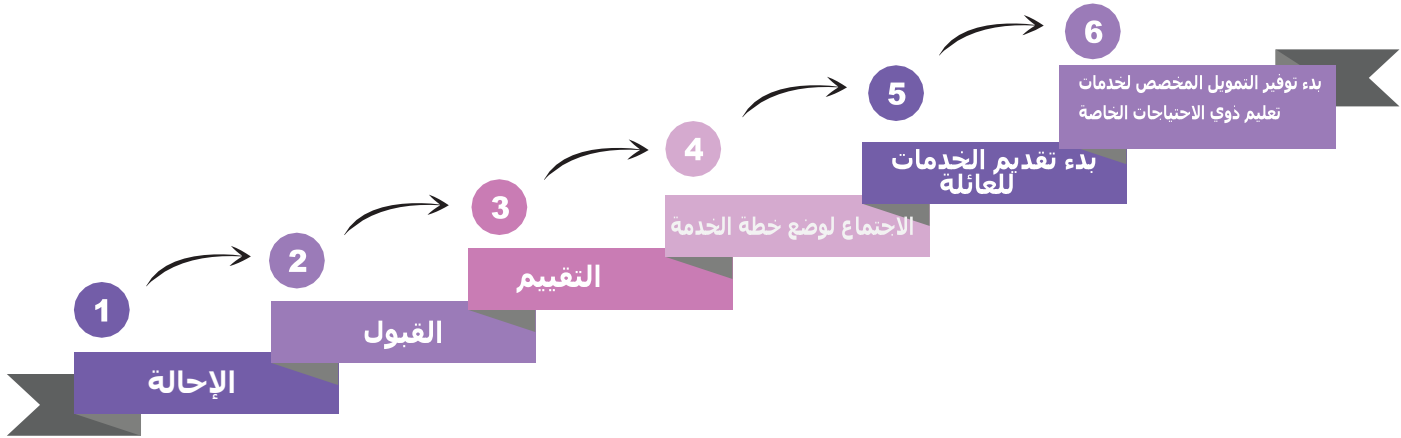 1
الإحالة
2
القبول
3
التقييم
4
الاجتماع لوضع خطة الخدمة
5
بدء تقديم الخدمات
للعائلة
6
بدء توفير التمويل المخصص لخدمات
تعليم ذوي الاحتياجات الخاصة